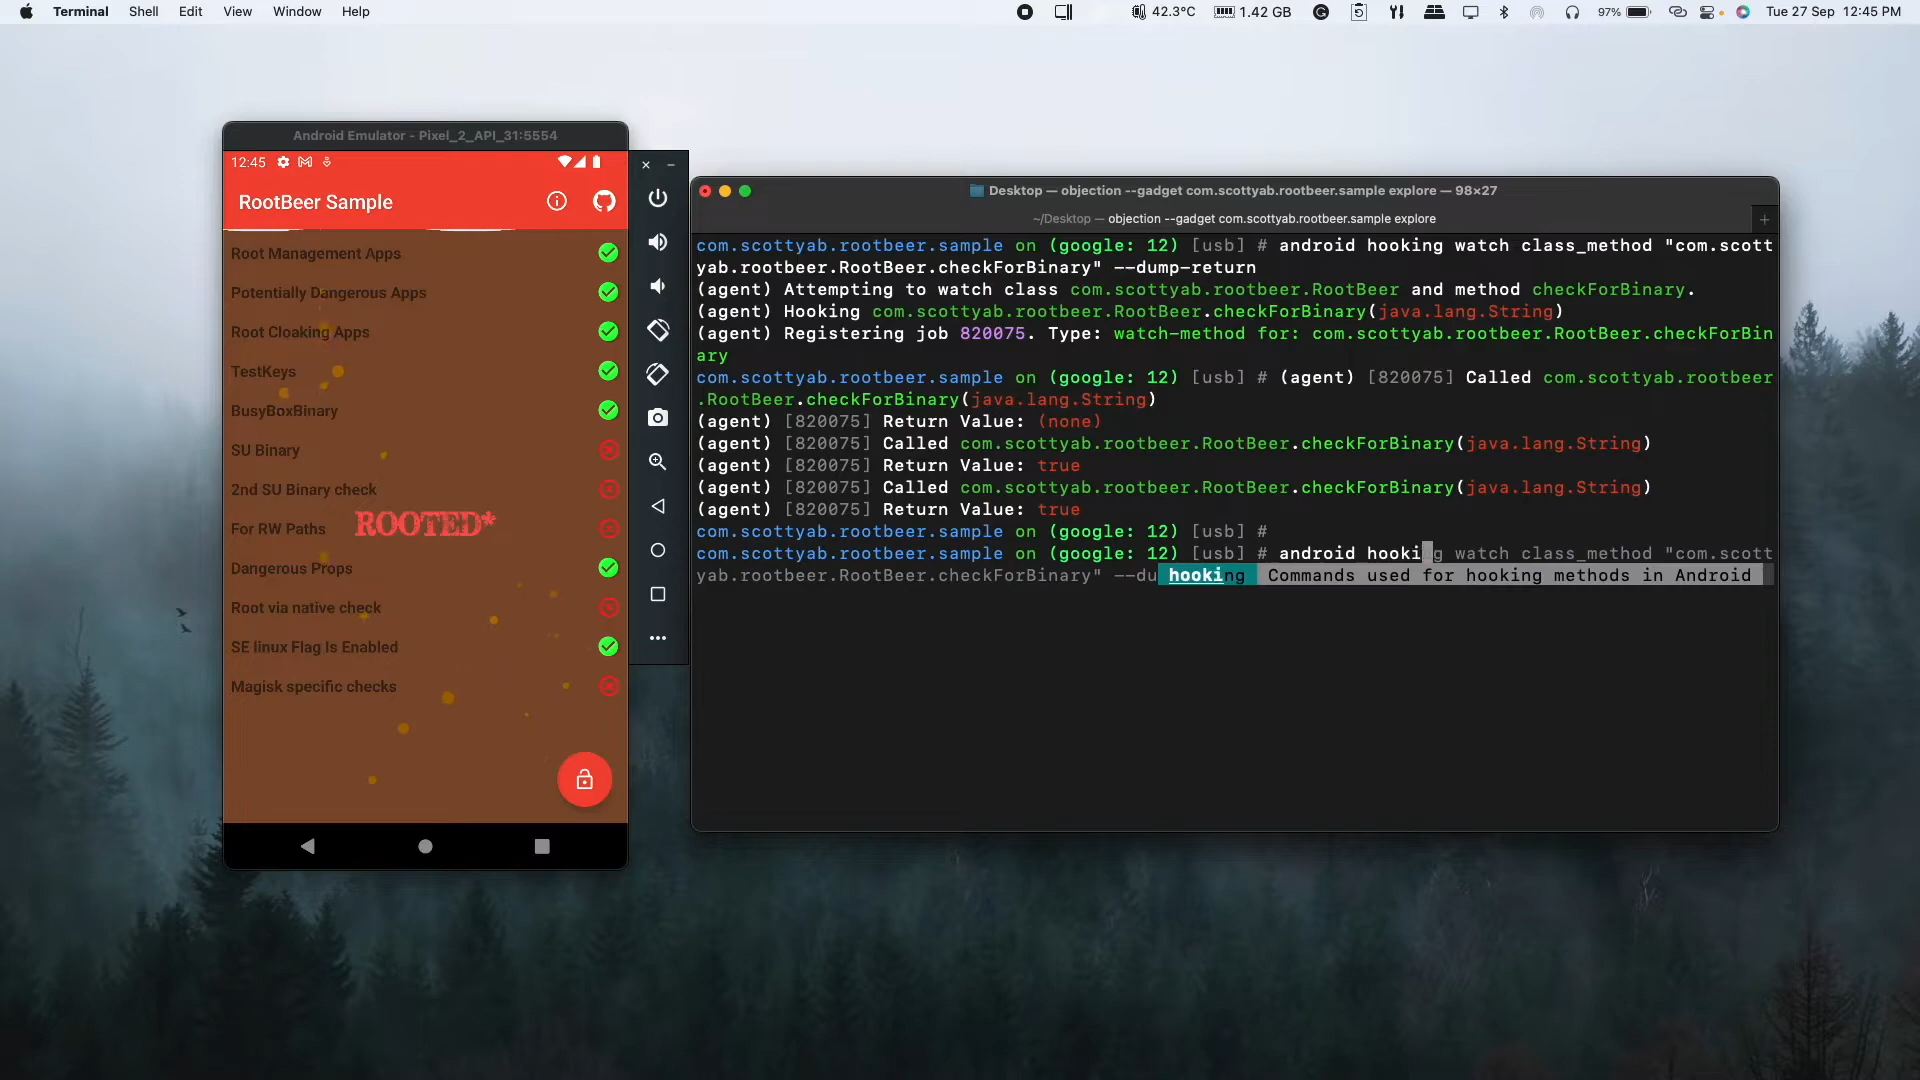 Terminal Shell Edit View Window Help 42.3°C 1.42 GB 97% Tue 27 Sep 12:45 PM
Android Emulator - Pixel_2_API_31:5554
12:45
RootBeer Sample
Root Management Apps
Potentially Dangerous Apps
Root Cloaking Apps
TestKeys
BusyBoxBinary
SU Binary
2nd SU Binary check
For RW Paths
ROOTED*
Dangerous Props
Root via native check
SE linux Flag Is Enabled
Magisk specific checks
Desktop — objection --gadget com.scottyab.rootbeer.sample explore — 98×27
~/Desktop — objection --gadget com.scottyab.rootbeer.sample explore
com.scottyab.rootbeer.sample on (google: 12) [usb] # android hooking watch class_method "com.scott
yab.rootbeer.RootBeer.checkForBinary" --dump-return
(agent) Attempting to watch class com.scottyab.rootbeer.RootBeer and method checkForBinary.
(agent) Hooking com.scottyab.rootbeer.RootBeer.checkForBinary(java.lang.String)
(agent) Registering job 820075. Type: watch-method for: com.scottyab.rootbeer.RootBeer.checkForBin
ary
com.scottyab.rootbeer.sample on (google: 12) [usb] # (agent) [820075] Called com.scottyab.rootbeer
.RootBeer.checkForBinary(java.lang.String)
(agent) [820075] Return Value: (none)
(agent) [820075] Called com.scottyab.rootbeer.RootBeer.checkForBinary(java.lang.String)
(agent) [820075] Return Value: true
(agent) [820075] Called com.scottyab.rootbeer.RootBeer.checkForBinary(java.lang.String)
(agent) [820075] Return Value: true
com.scottyab.rootbeer.sample on (google: 12) [usb] #
com.scottyab.rootbeer.sample on (google: 12) [usb] # android hooking watch class_method "com.scott
yab.rootbeer.RootBeer.checkForBinary" --du hooking Commands used for hooking methods in Android